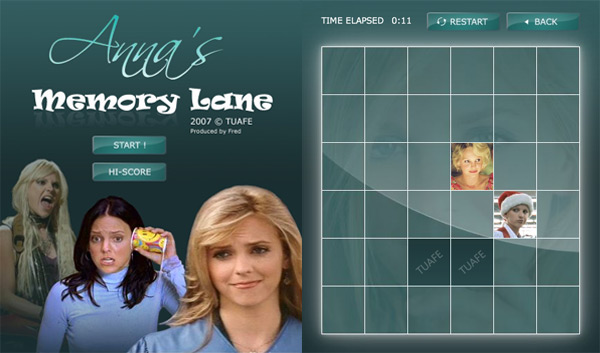 Anna's
Memory Lane
2007 © TUAFE
Produced by Fred
START !
HI-SCORE
TIME ELAPSED 0:11
RESTART
BACK
TUAFE
TUAFE